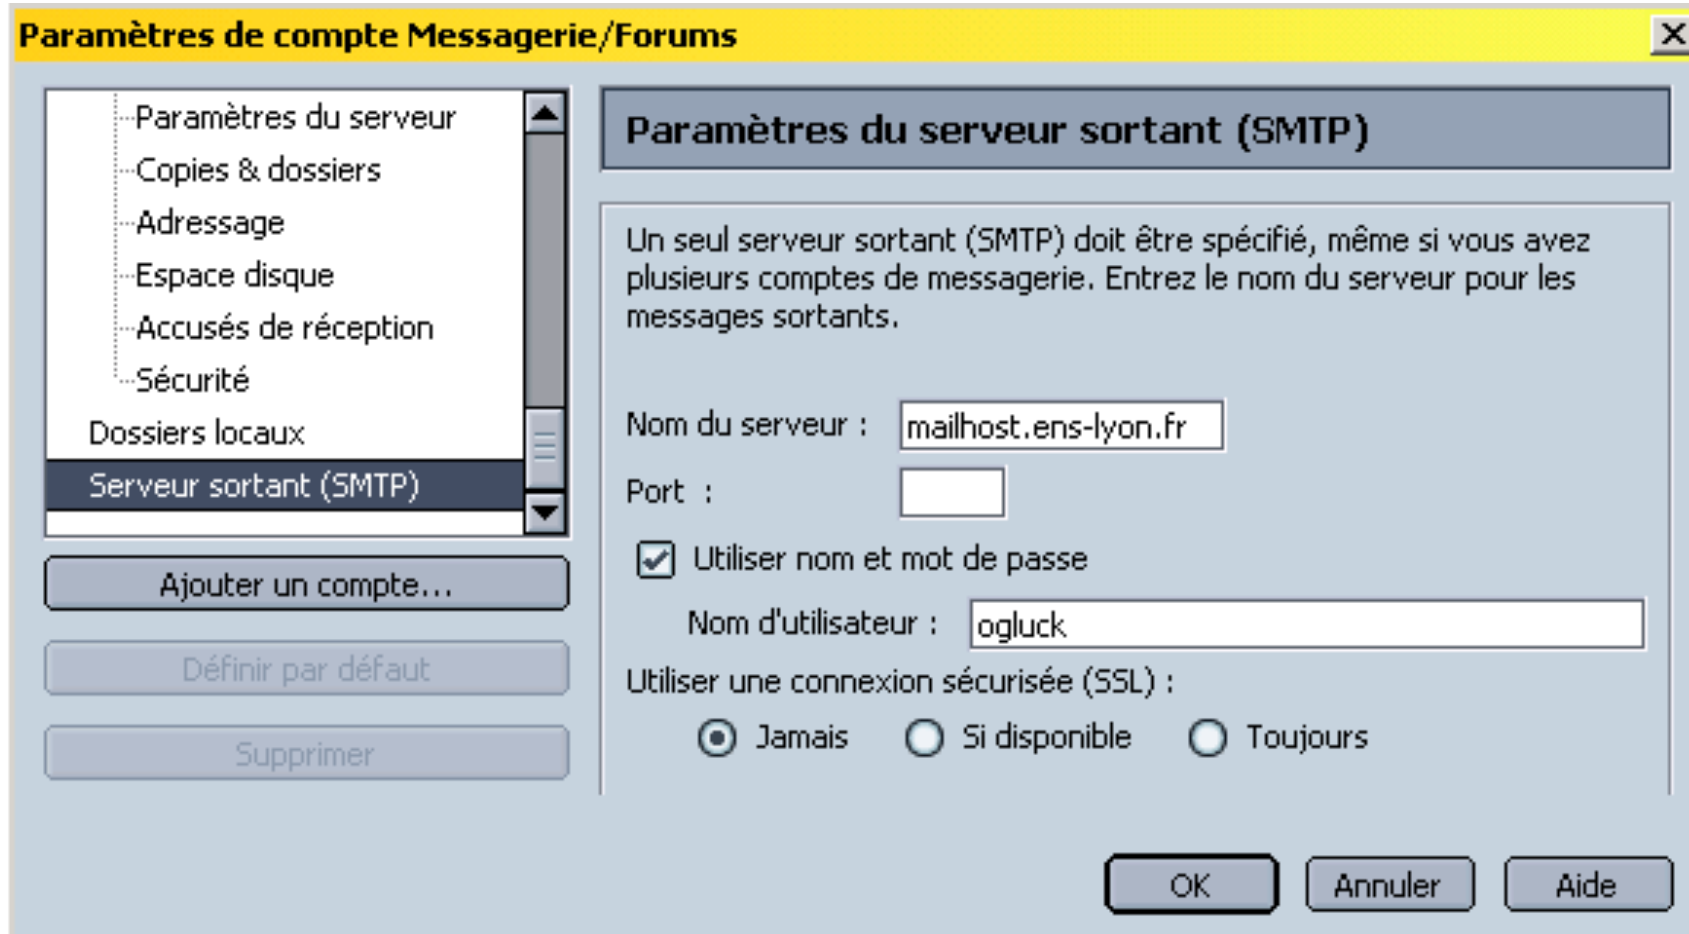 Paramètres de compte Messagerie/Forums
Paramètres du serveur
Copies & dossiers
Adressage
Espace disque
Accusés de réception
Sécurité
Dossiers locaux
Serveur sortant (SMTP)
Ajouter un compte...
Définir par défaut
Supprimer
Paramètres du serveur sortant (SMTP)
Un seul serveur sortant (SMTP) doit être spécifié, même si vous avez
plusieurs comptes de messagerie. Entrez le nom du serveur pour les
messages sortants.
Nom du serveur : mailhost.ens-lyon.fr
Port :
Utiliser nom et mot de passe
Nom d'utilisateur : ogluck
Utiliser une connexion sécurisée (SSL) :
Jamais Si disponible Toujours
OK Annuler Aide